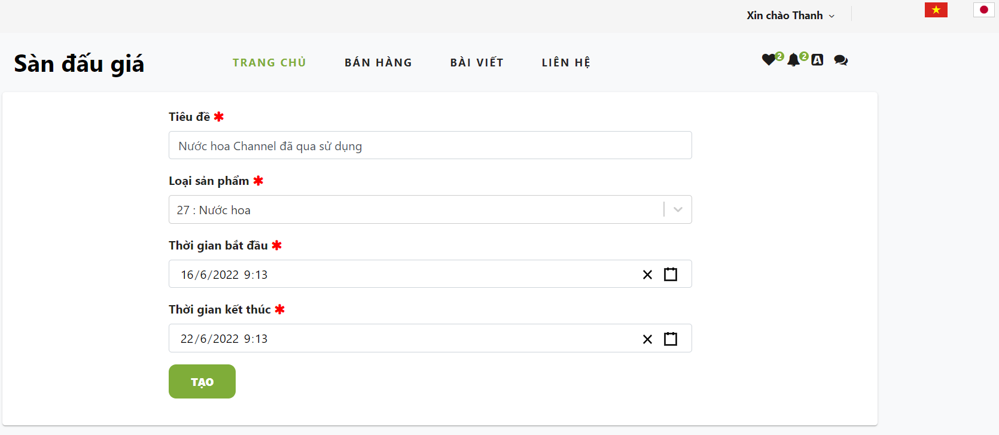 Xin chào Thanh
Sàn đấu giá
TRANG CHỦ
BÁN HÀNG
BÀI VIẾT
LIÊN HỆ
2
2
A
Tiêu đề *
Nước hoa Channel đã qua sử dụng
Loại sản phẩm *
27 : Nước hoa
Thời gian bắt đầu *
16/6/2022 9:13
Thời gian kết thúc *
22/6/2022 9:13
TẠO